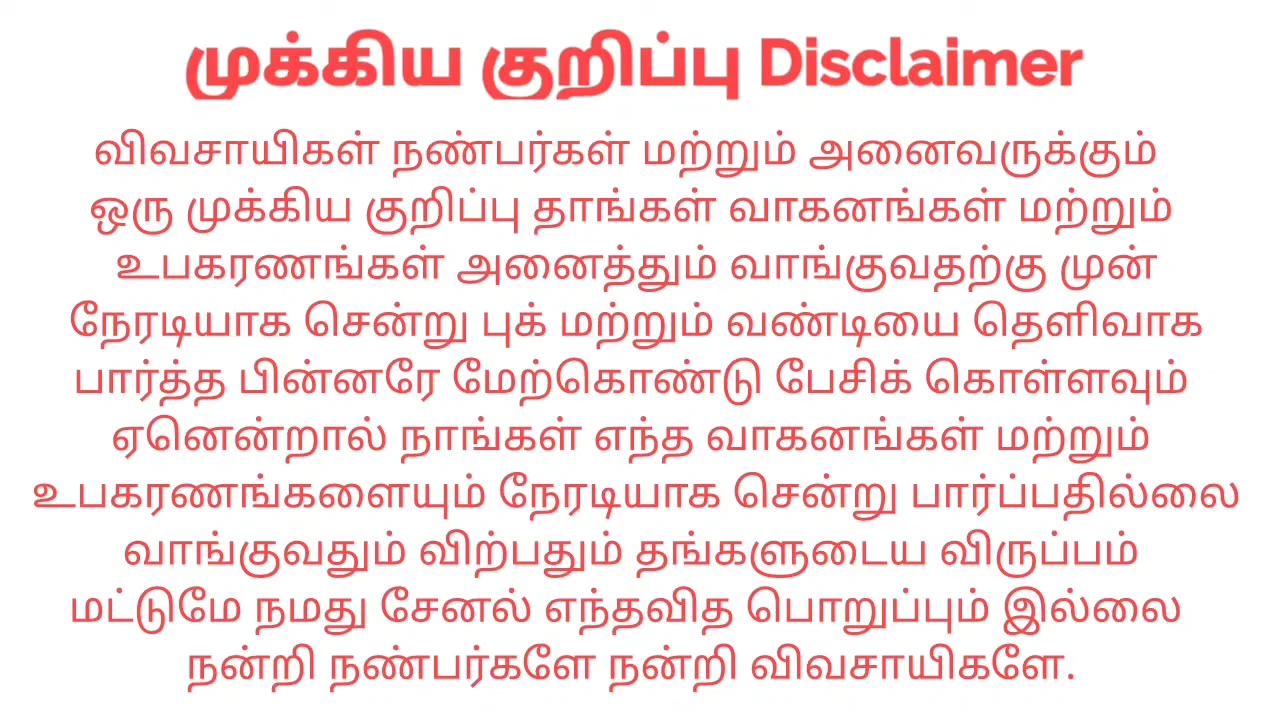 முக்கிய குறிப்பு Disclaimer
விவசாயிகள் நண்பர்கள் மற்றும் அனைவருக்கும்
ஒரு முக்கிய குறிப்பு தாங்கள் வாகனங்கள் மற்றும்
உபகரணங்கள் அனைத்தும் வாங்குவதற்கு முன்
நேரடியாக சென்று புக் மற்றும் வண்டியை தெளிவாக
பார்த்த பின்னரே மேற்கொண்டு பேசிக் கொள்ளவும்
ஏனென்றால் நாங்கள் எந்த வாகனங்கள் மற்றும்
உபகரணங்களையும் நேரடியாக சென்று பார்ப்பதில்லை
வாங்குவதும் விற்பதும் தங்களுடைய விருப்பம்
மட்டுமே நமது சேனல் எந்தவித பொறுப்பும் இல்லை
நன்றி நண்பர்களே நன்றி விவசாயிகளே.